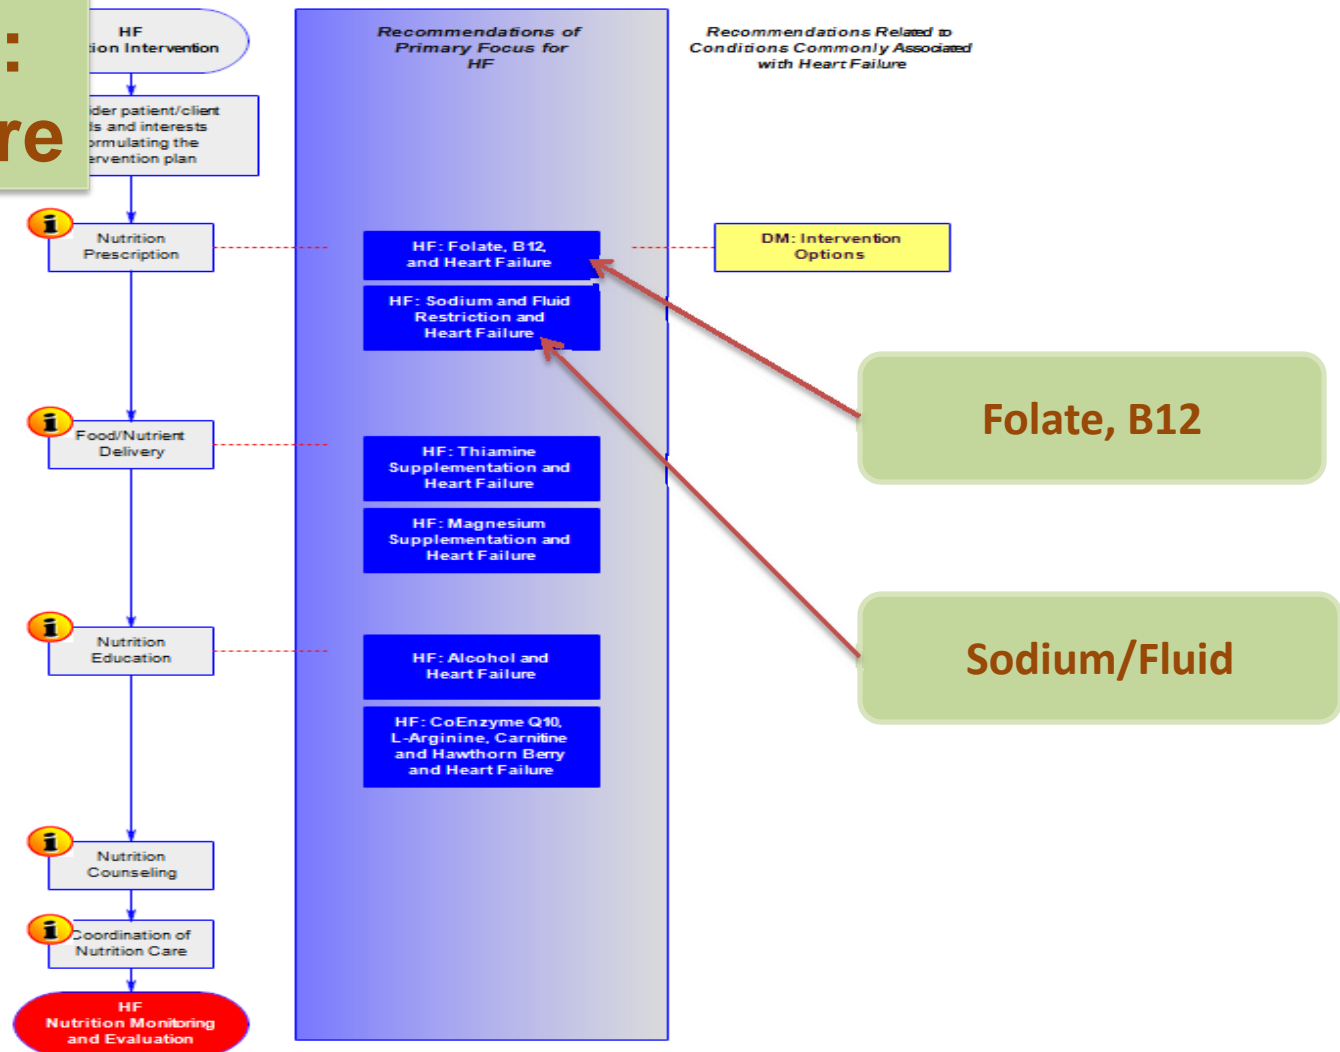 :
re
HF
ion Intervention
der patient/client
s and interests
ormulating the
ervention plan
Nutrition
Prescription
Food/Nutrient
Delivery
Nutrition
Education
Nutrition
Counseling
Coordination of
Nutrition Care
HF
Nutrition Monitoring
and Evaluation
Recommendations of
Primary Focus for
HF
HF: Folate, B12,
and Heart Failure
HF: Sodium and Fluid
Restriction and
Heart Failure
HF: Thiamine
Supplementation and
Heart Failure
HF: Magnesium
Supplementation and
Heart Failure
HF: Alcohol and
Heart Failure
HF: CoEnzyme Q10,
L-Arginine, Carnitine
and Hawthorn Berry
and Heart Failure
Recommendations Related to
Conditions Commonly Associated
with Heart Failure
DM: Intervention
Options
Folate, B12
Sodium/Fluid